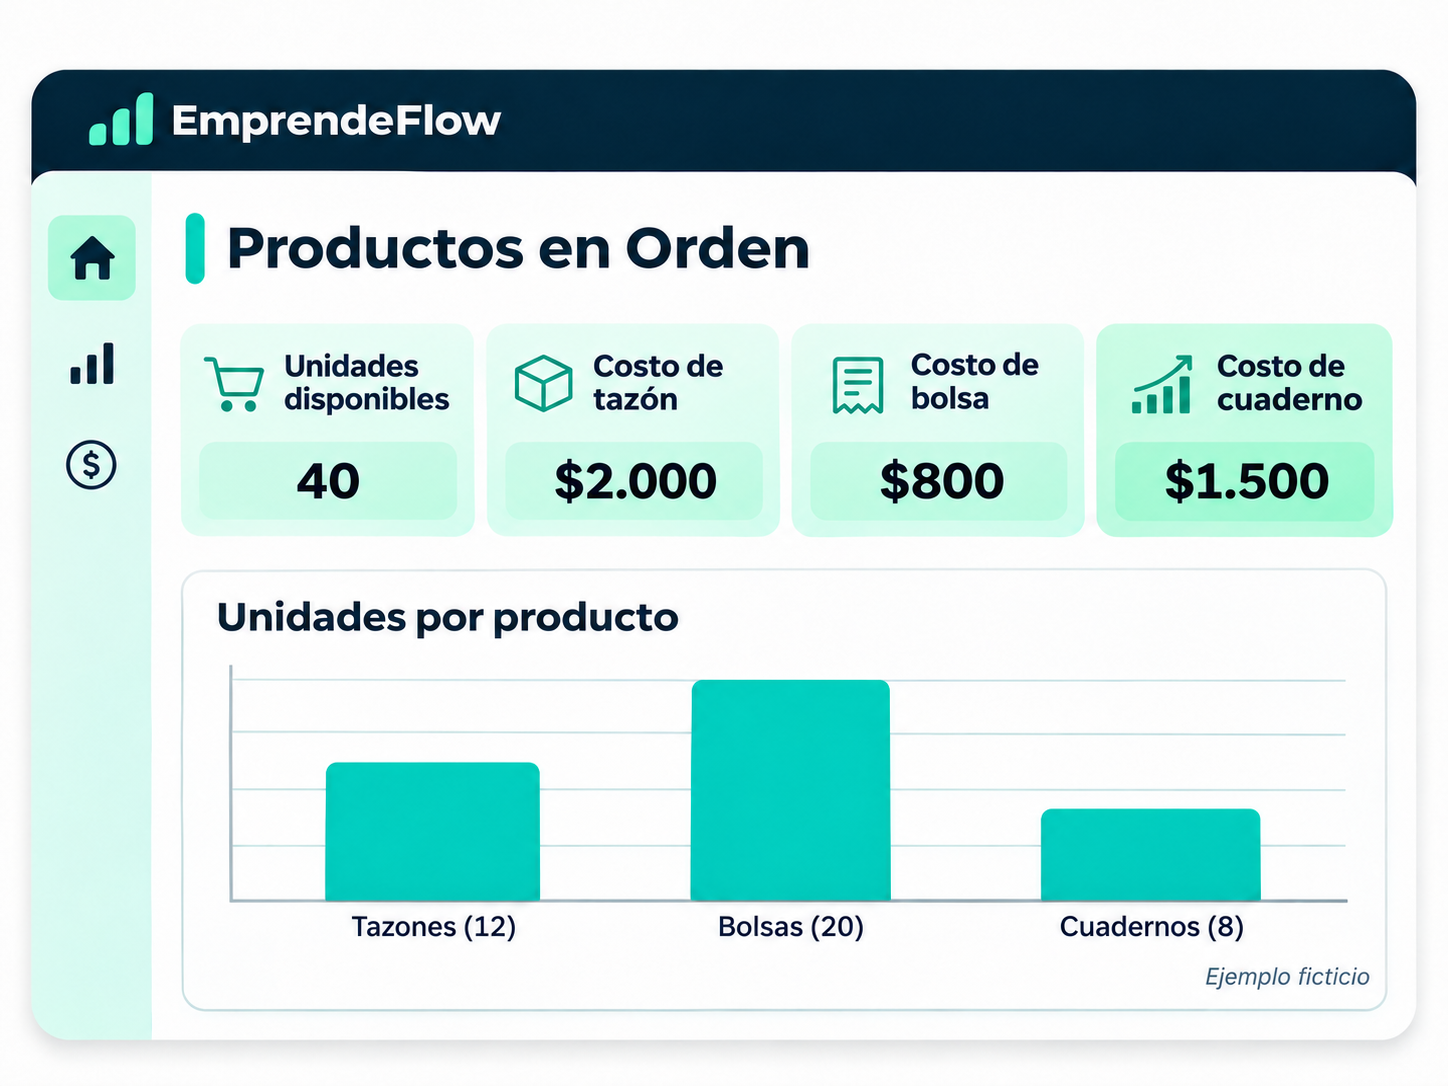 EmprendeFlow
Productos en Orden
Unidades
disponibles
40
Costo de
tazón
$2.000
Costo de
bolsa
$800
Costo de
cuaderno
$1.500
Unidades por producto
Tazones (12)
Bolsas (20)
Cuadernos (8)
Ejemplo ficticio